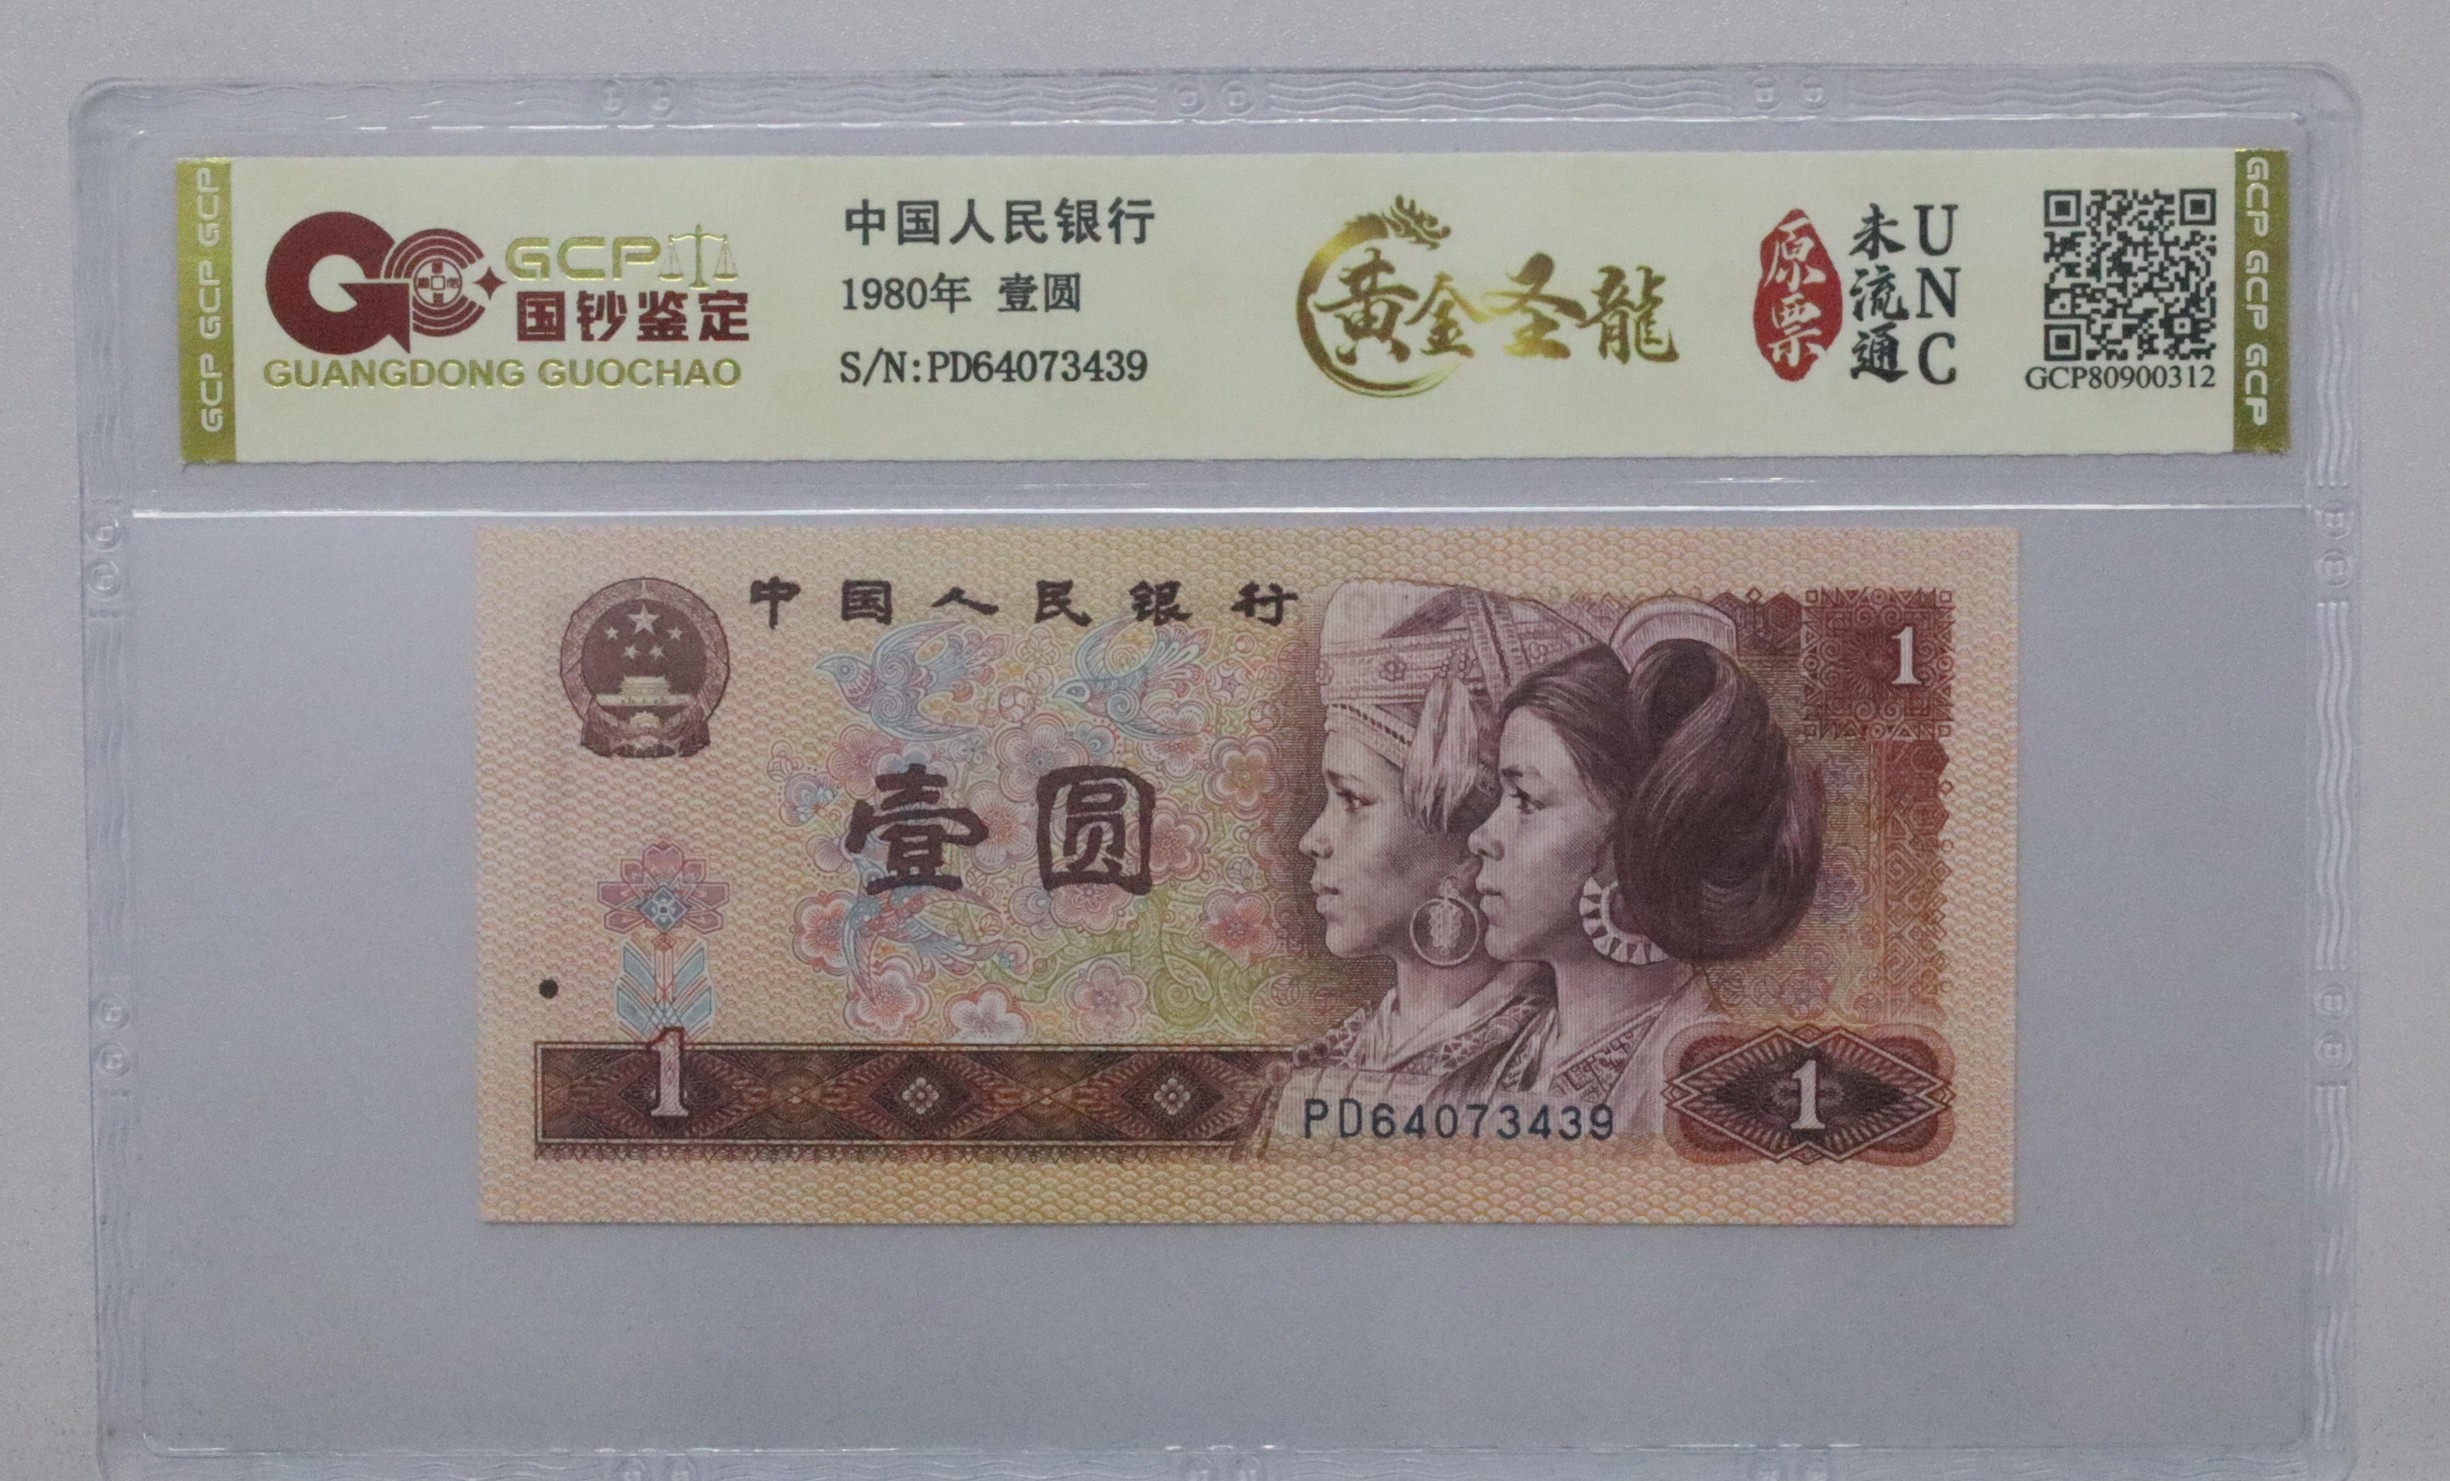 GCP GCP GCP
GCP
国钞鉴定
GUANGDONG GUOCHAO
中国人民银行
1980年 壹圆
S/N:PD64073439
黄金圣龍
原票
未流通
UNC
GCP80900312
GCP GCP GCP
中国人民银行
1
壹圆
1
PD64073439
1